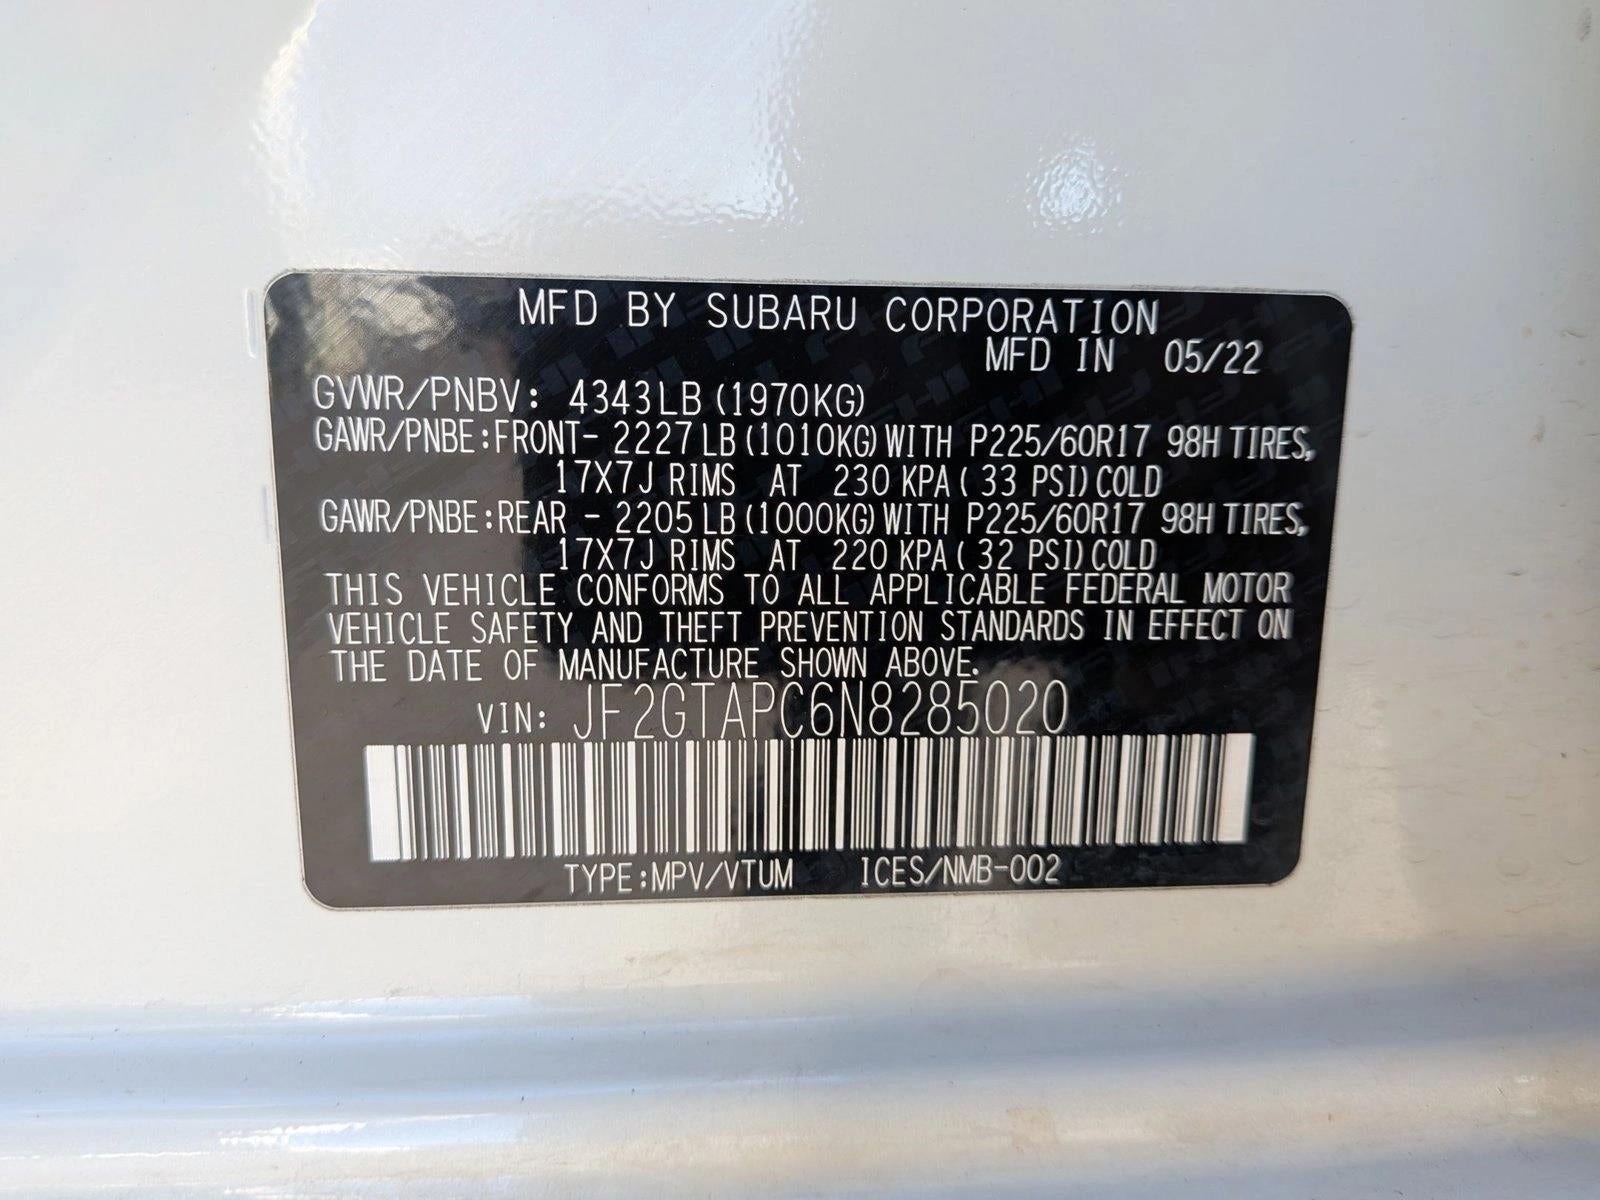 MFD BY SUBARU CORPORATION
MFD IN 05/22
GVWR/PNBV: 4343LB(1970KG)
GAWR/PNBE:FRONT- 2227LB(1010KG)WITH P225/60R17 98H TIRES,
17X7J RIMS AT 230 KPA( 33 PSI)COLD
GAWR/PNBE:REAR - 2205LB(1000KG)WITH P225/60R17 98H TIRES,
17X7J RIMS AT 220 KPA( 32 PSI)COLD
THIS VEHICLE CONFORMS TO ALL APPLICABLE FEDERAL MOTOR
VEHICLE SAFETY AND THEFT PREVENTION STANDARDS IN EFFECT ON
THE DATE OF MANUFACTURE SHOWN ABOVE.
VIN: JF2GTAPC6N8285020
TYPE:MPV/VTUM ICES/NMB-002